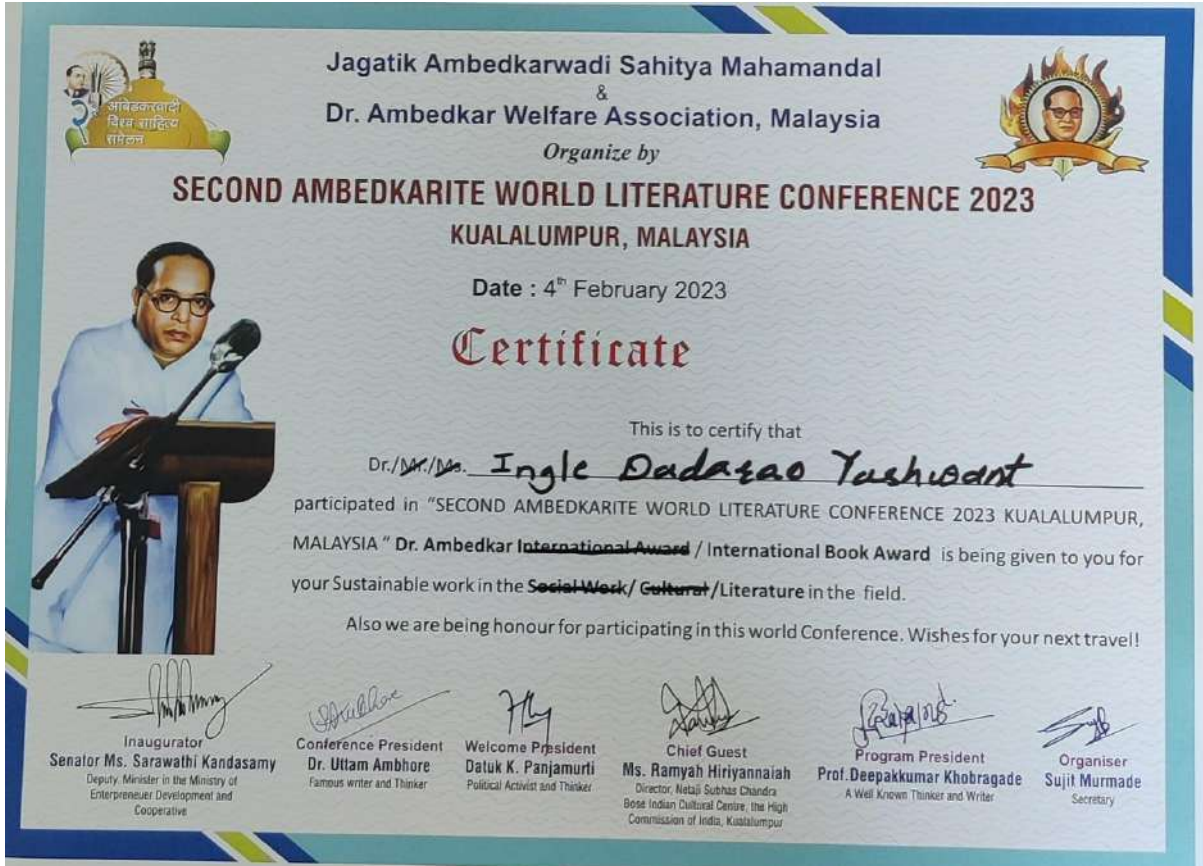 आंबेडकरवादी
विश्व साहित्य
संमेलन
Jagatik Ambedkarwadi Sahitya Mahamandal
&
Dr. Ambedkar Welfare Association, Malaysia
Organize by
SECOND AMBEDKARITE WORLD LITERATURE CONFERENCE 2023
KUALALUMPUR, MALAYSIA
Date : 4th February 2023
Certificate
This is to certify that
Dr./Mr./Ms. Ingle Dadarao Yashwant
participated in “SECOND AMBEDKARITE WORLD LITERATURE CONFERENCE 2023 KUALALUMPUR,
MALAYSIA “ Dr. Ambedkar International Award / International Book Award is being given to you for
your Sustainable work in the Social Work/ Cultural /Literature in the field.
Also we are being honour for participating in this world Conference. Wishes for your next travel!
Inaugurator
Senator Ms. Sarawathi Kandasamy
Deputy. Minister in the Ministry of
Enterpreneuer Development and
Cooperative
Conference President
Dr. Uttam Ambhore
Famous writer and Thinker
Welcome President
Datuk K. Panjamurti
Political Activist and Thinker
Chief Guest
Ms. Ramyah Hiriyannaiah
Director, Netaji Subhas Chandra
Bose Indian Cultural Centre, the High
Commission of India, Kualalumpur
Program President
Prof.Deepakkumar Khobragade
A Well Known Thinker and Writer
Organiser
Sujit Murmade
Secretary